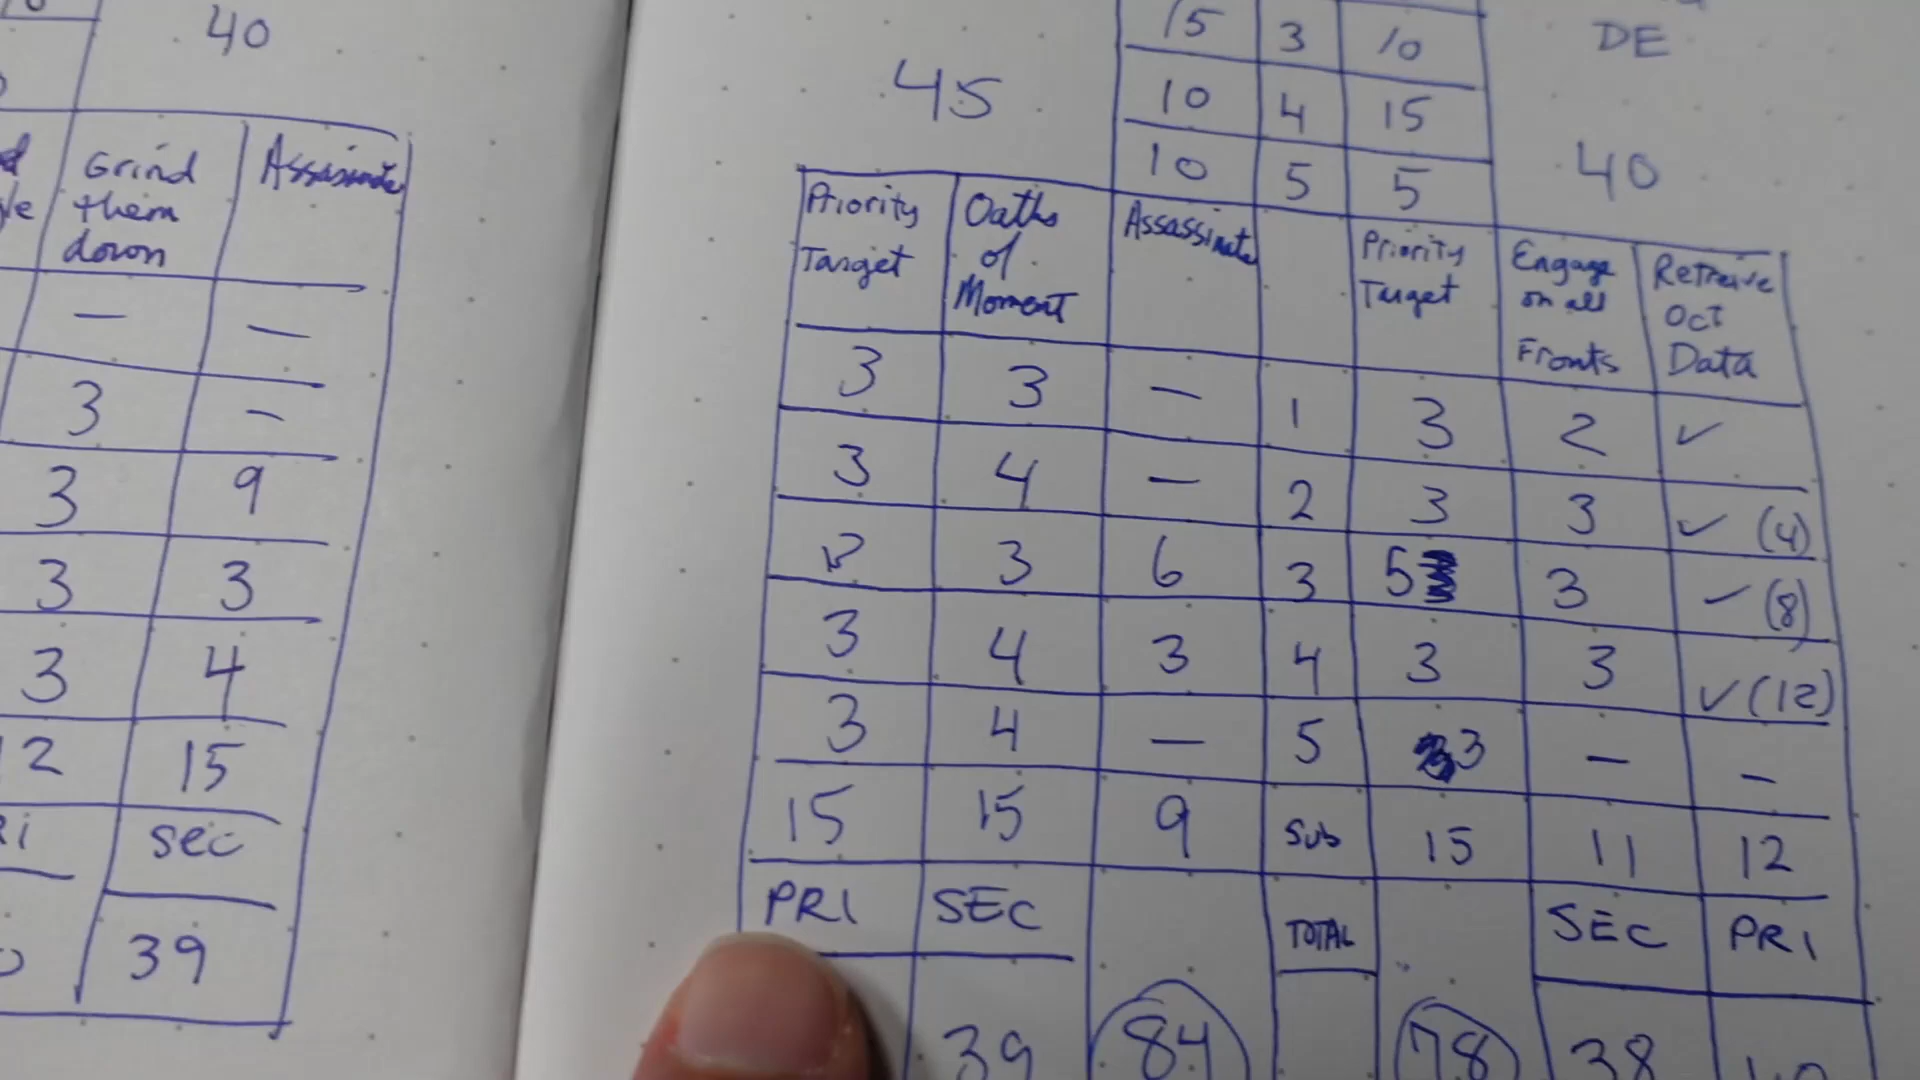 40
Grind
them
down
Assasinate
—
—
3
-
3
9
3
3
3
4
12
15
sec
39
DE
15 3 10
45
10 4 15
40
10 5 5
Priority
Target
Oaths
of
Moment
Assassinate
Priority
Target
Engage
on all
Fronts
Retreive
Oct
Data
3 3 — 1 3 2 ✓
3 4 — 2 3 3 ✓ (4)
3 6 3 5 3 ✓ (8)
3 4 3 4 3 3 ✓ (12)
3 4 — 5 3 — —
15 15 9 Sub 15 11 12
PRI SEC TOTAL SEC PRI
39 84 78 38